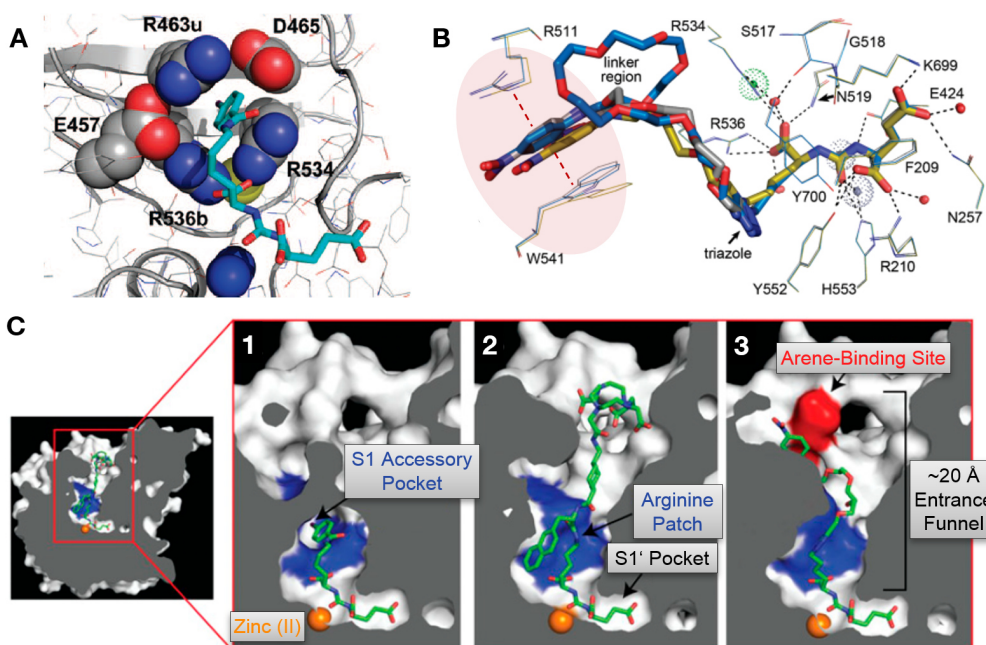 A
R463u
D465
E457
R534
R536b
B
R511
linker
region
R534
S517
G518
K699
N519
E424
R536
Y700
F209
N257
triazole
W541
Y552
H553
R210
C
1
S1 Accessory
Pocket
Zinc (II)
2
Arginine
Patch
S1‘ Pocket
3
Arene-Binding Site
~20 Å
Entrance
Funnel